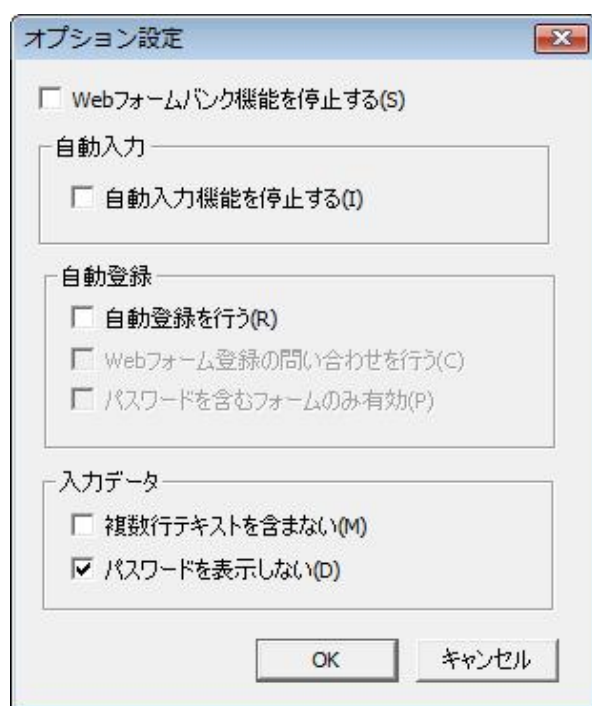 オプション設定
Webフォームバンク機能を停止する(S)
自動入力
自動入力機能を停止する(I)
自動登録
自動登録を行う(R)
Webフォーム登録の問い合わせを行う(C)
パスワードを含むフォームのみ有効(P)
入力データ
複数行テキストを含まない(M)
パスワードを表示しない(D)
OK キャンセル